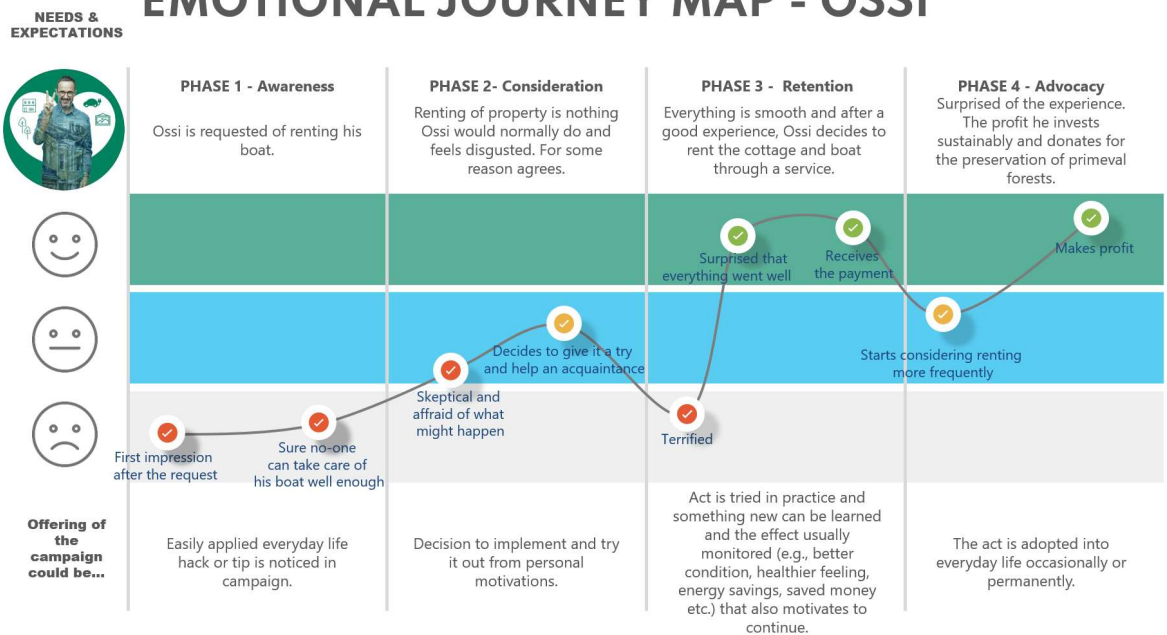 EMOTIONAL JOURNEY MAP - OSSI
NEEDS &
EXPECTATIONS
PHASE 1 - Awareness
Ossi is requested of renting his
boat.
PHASE 2- Consideration
Renting of property is nothing
Ossi would normally do and
feels disgusted. For some
reason agrees.
PHASE 3 - Retention
Everything is smooth and after a
good experience, Ossi decides to
rent the cottage and boat
through a service.
PHASE 4 - Advocacy
Surprised of the experience.
The profit he invests
sustainably and donates for
the preservation of primeval
forests.
First impression
after the request
Sure no-one
can take care of
his boat well enough
Skeptical and
affraid of what
might happen
Decides to give it a try
and help an acquaintance
Terrified
Surprised that
everything went well
Receives
the payment
Starts considering renting
more frequently
Makes profit
Offering of
the
campaign
could be...
Easily applied everyday life
hack or tip is noticed in
campaign.
Decision to implement and try
it out from personal
motivations.
Act is tried in practice and
something new can be learned
and the effect usually
monitored (e.g., better
condition, healthier feeling,
energy savings, saved money
etc.) that also motivates to
continue.
The act is adopted into
everyday life occasionally or
permanently.